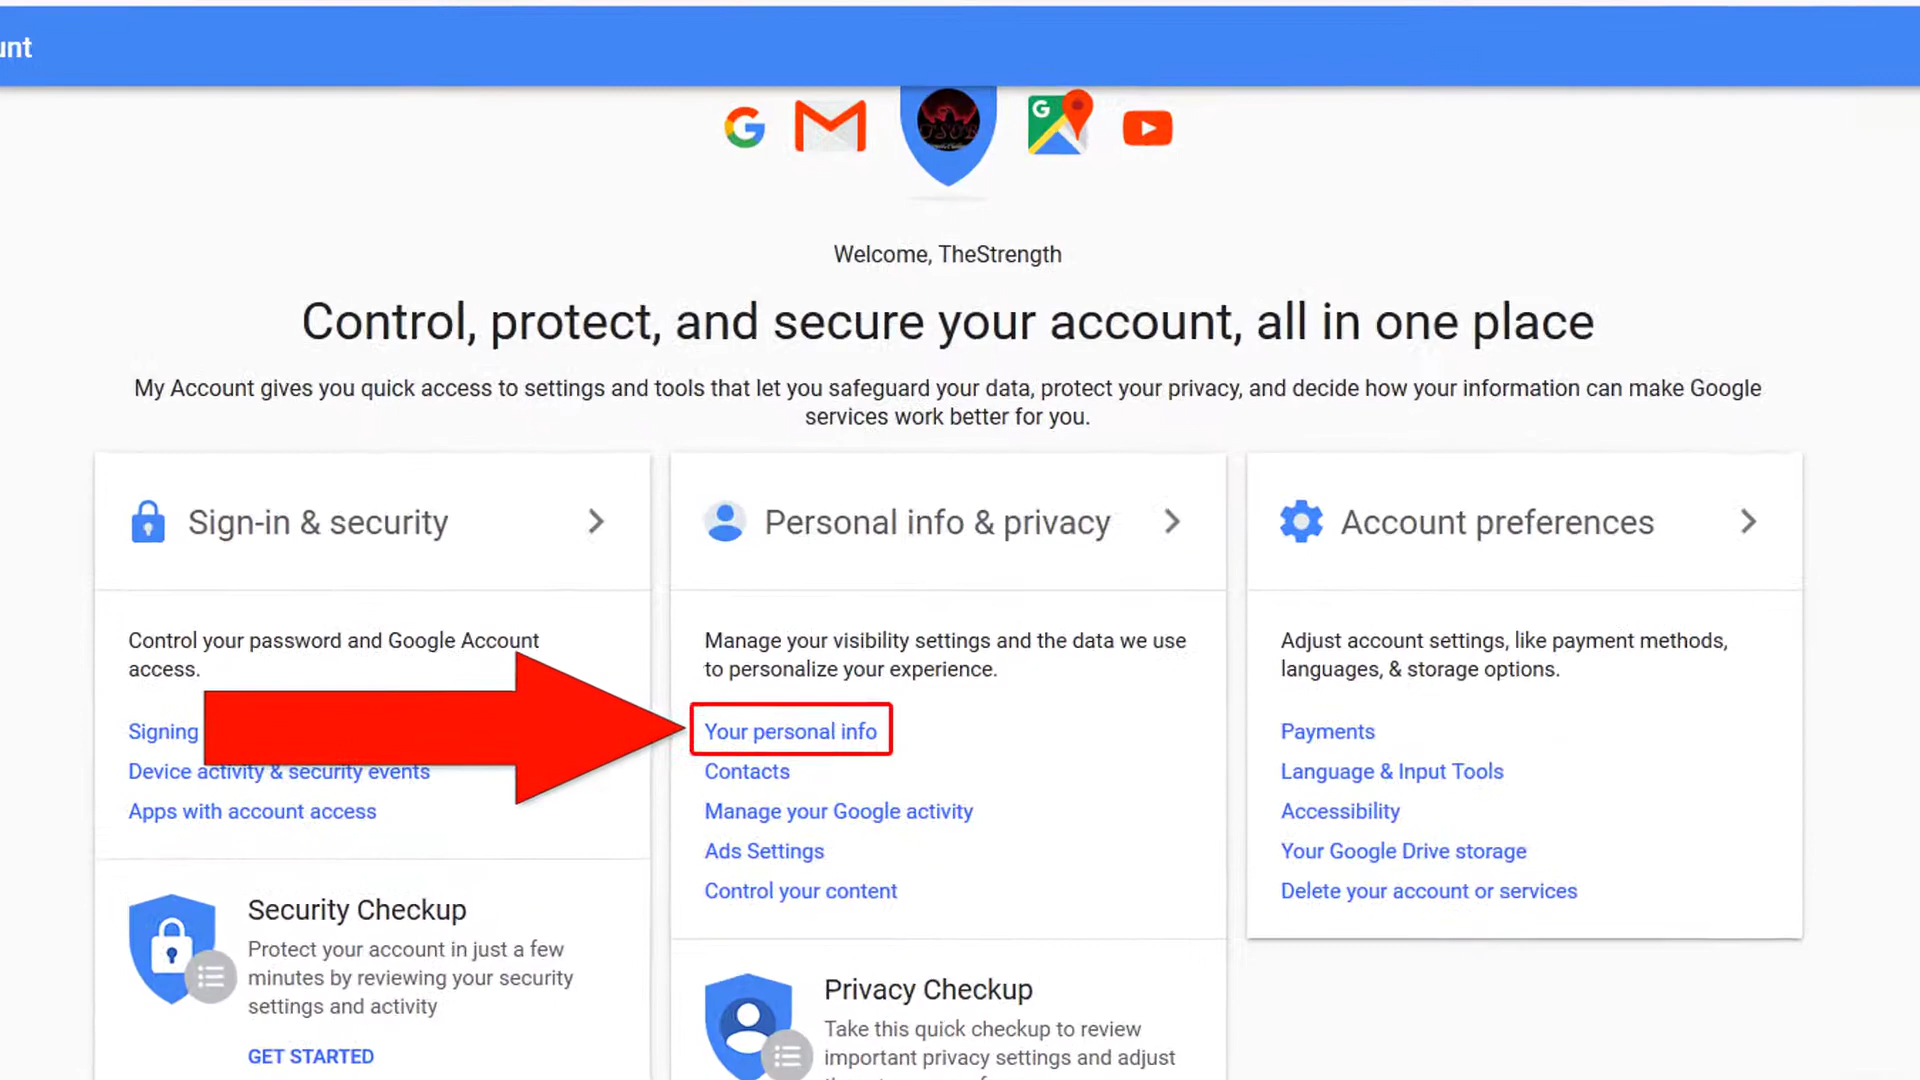 unt
Welcome, TheStrength
Control, protect, and secure your account, all in one place
My Account gives you quick access to settings and tools that let you safeguard your data, protect your privacy, and decide how your information can make Google
services work better for you.
Sign-in & security
Control your password and Google Account
access.
Signing
Device activity & security events
Apps with account access
Security Checkup
Protect your account in just a few
minutes by reviewing your security
settings and activity
GET STARTED
Personal info & privacy
Manage your visibility settings and the data we use
to personalize your experience.
Your personal info
Contacts
Manage your Google activity
Ads Settings
Control your content
Privacy Checkup
Take this quick checkup to review
important privacy settings and adjust
Account preferences
Adjust account settings, like payment methods,
languages, & storage options.
Payments
Language & Input Tools
Accessibility
Your Google Drive storage
Delete your account or services